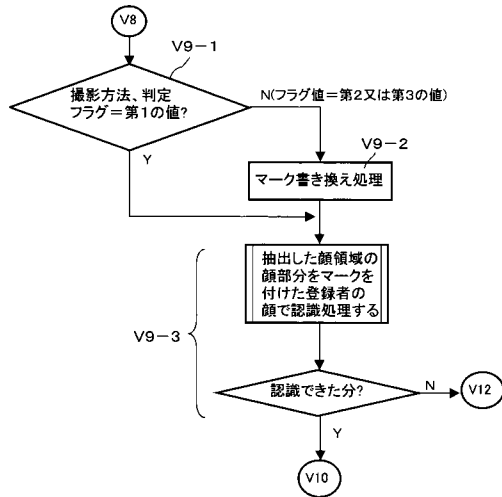 V8
V9-1
撮影方法、判定
フラグ=第1の値?
N(フラグ値=第2又は第3の値)
Y
V9-2
マーク書き換え処理
抽出した顔領域の
顔部分をマークを
付けた登録者の
顔で認識処理する
V9-3
認識できた分?
N
V12
Y
V10